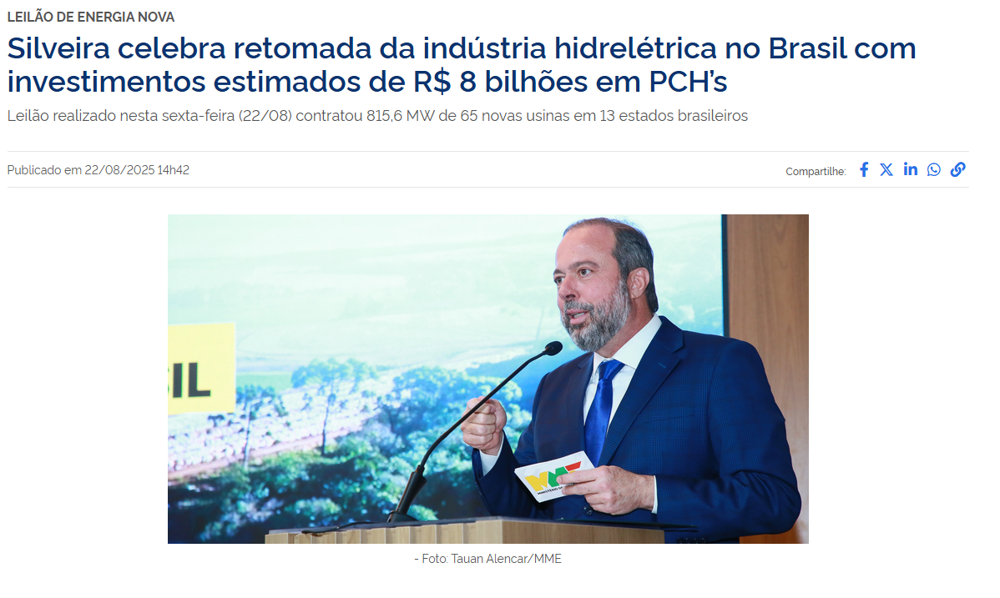 LEILÃO DE ENERGIA NOVA
Silveira celebra retomada da indústria hidrelétrica no Brasil com
investimentos estimados de R$ 8 bilhões em PCH’s
Leilão realizado nesta sexta-feira (22/08) contratou 815,6 MW de 65 novas usinas em 13 estados brasileiros
Publicado em 22/08/2025 14h42
Compartilhe:
SIL
MME
MINISTÉRIO
- Foto: Tauan Alencar/MME